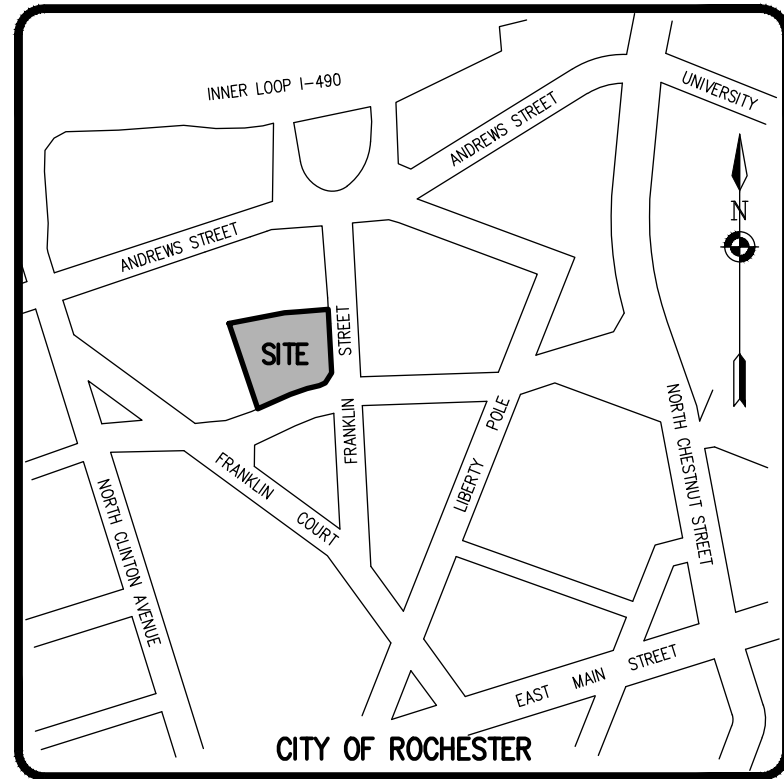 INNER LOOP I-490
UNIVERSITY
ANDREWS STREET
N
ANDREWS STREET
SITE
FRANKLIN STREET
LIBERTY POLE
NORTH CHESTNUT STREET
FRANKLIN COURT
NORTH CLINTON AVENUE
EAST MAIN STREET
CITY OF ROCHESTER